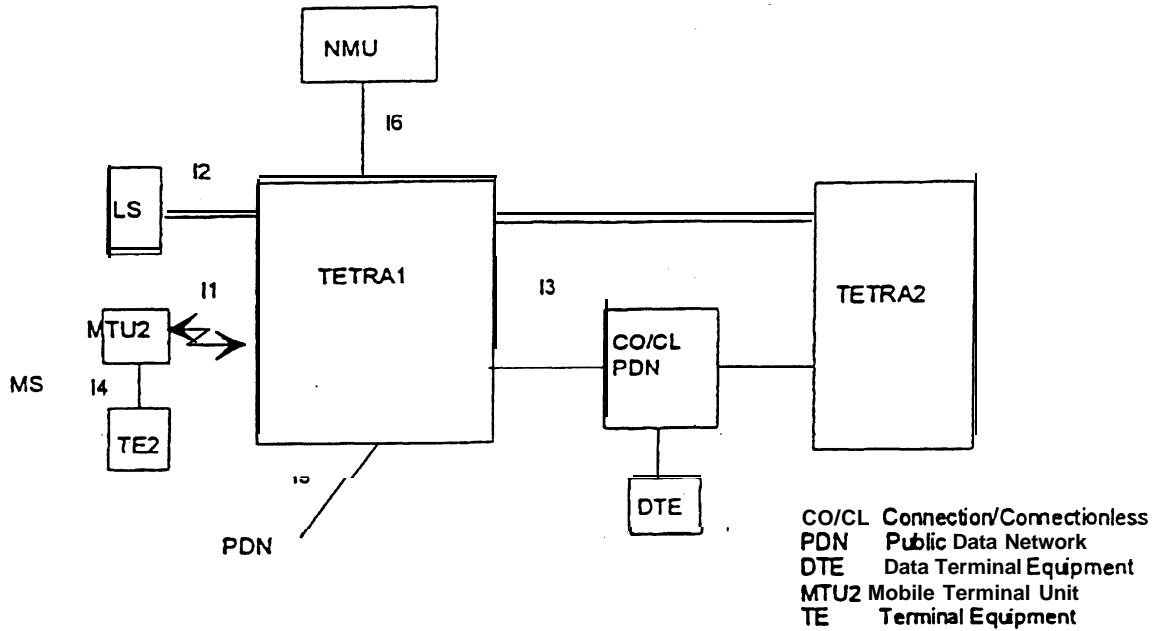 NMU
I6
I2
LS
TETRA1
I1
I3
TETRA2
MTU2
CO/CL
PDN
MS
I4
TE2
DTE
PDN
CO/CL Connection/Connectionless
PDN Public Data Network
DTE Data Terminal Equipment
MTU2 Mobile Terminal Unit
TE Terminal Equipment